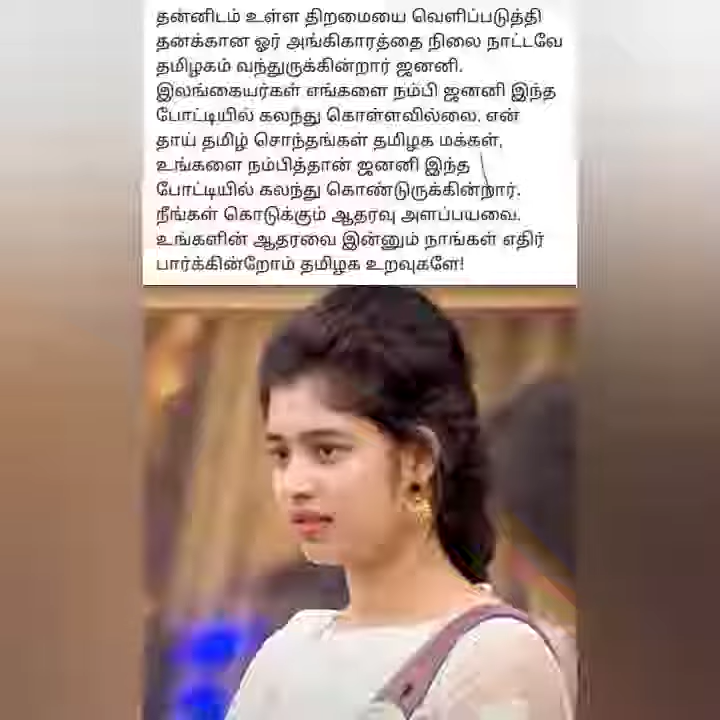 தன்னிடம் உள்ள திறமையை வெளிப்படுத்தி
தனக்கான ஓர் அங்கிகாரத்தை நிலை நாட்டவே
தமிழகம் வந்துருக்கின்றார் ஜனனி.
இலங்கையர்கள் எங்களை நம்பி ஜனனி இந்த
போட்டியில் கலந்து கொள்ளவில்லை. என்
தாய் தமிழ் சொந்தங்கள் தமிழக மக்கள்,
உங்களை நம்பித்தான் ஜனனி இந்த
போட்டியில் கலந்து கொண்டுருக்கின்றார்.
நீங்கள் கொடுக்கும் ஆதரவு அளப்பயவை.
உங்களின் ஆதரவை இன்னும் நாங்கள் எதிர்
பார்க்கின்றோம் தமிழக உறவுகளே!